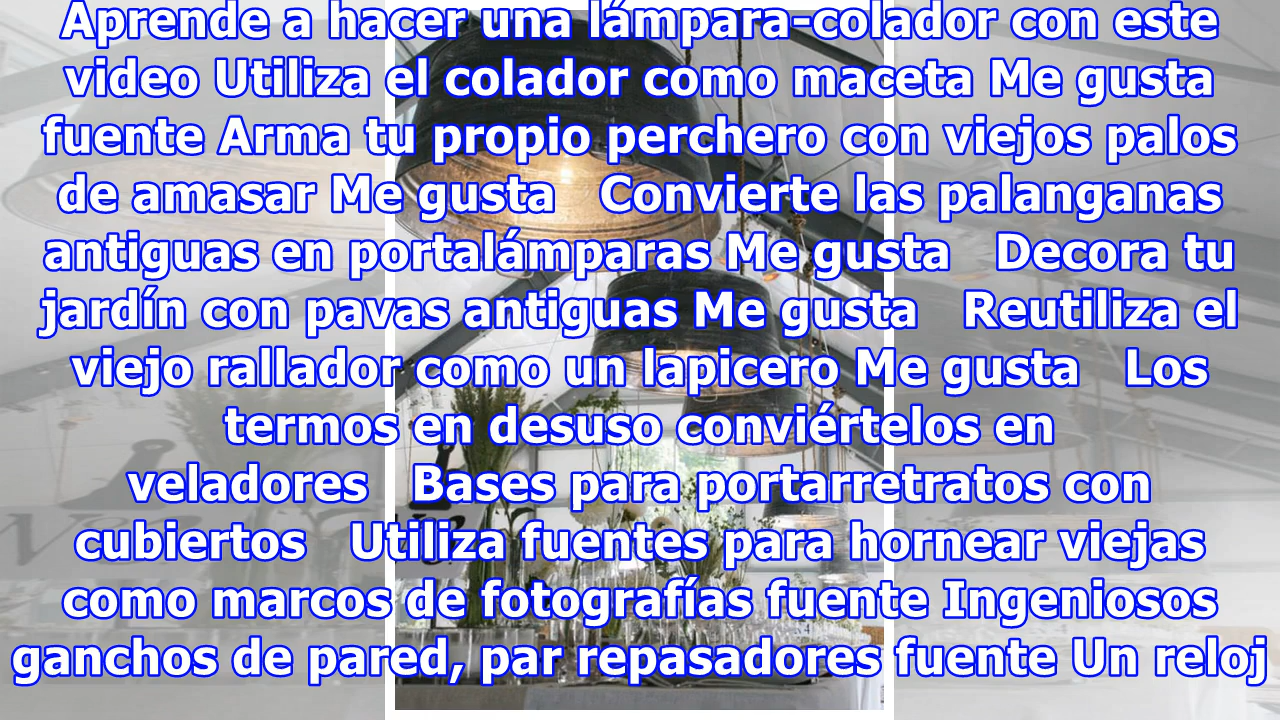 Aprende a hacer una lámpara-colador con este
video Utiliza el colador como maceta Me gusta
fuente Arma tu propio perchero con viejos palos
de amasar Me gusta   Convierte las palanganas
antiguas en portalámparas Me gusta   Decora tu
jardín con pavas antiguas Me gusta   Reutiliza el
viejo rallador como un lapicero Me gusta   Los
termos en desuso conviértelos en
veladores   Bases para portarretratos con
cubiertos   Utiliza fuentes para hornear viejas
como marcos de fotografías fuente Ingeniosos
ganchos de pared, par repasadores fuente Un reloj